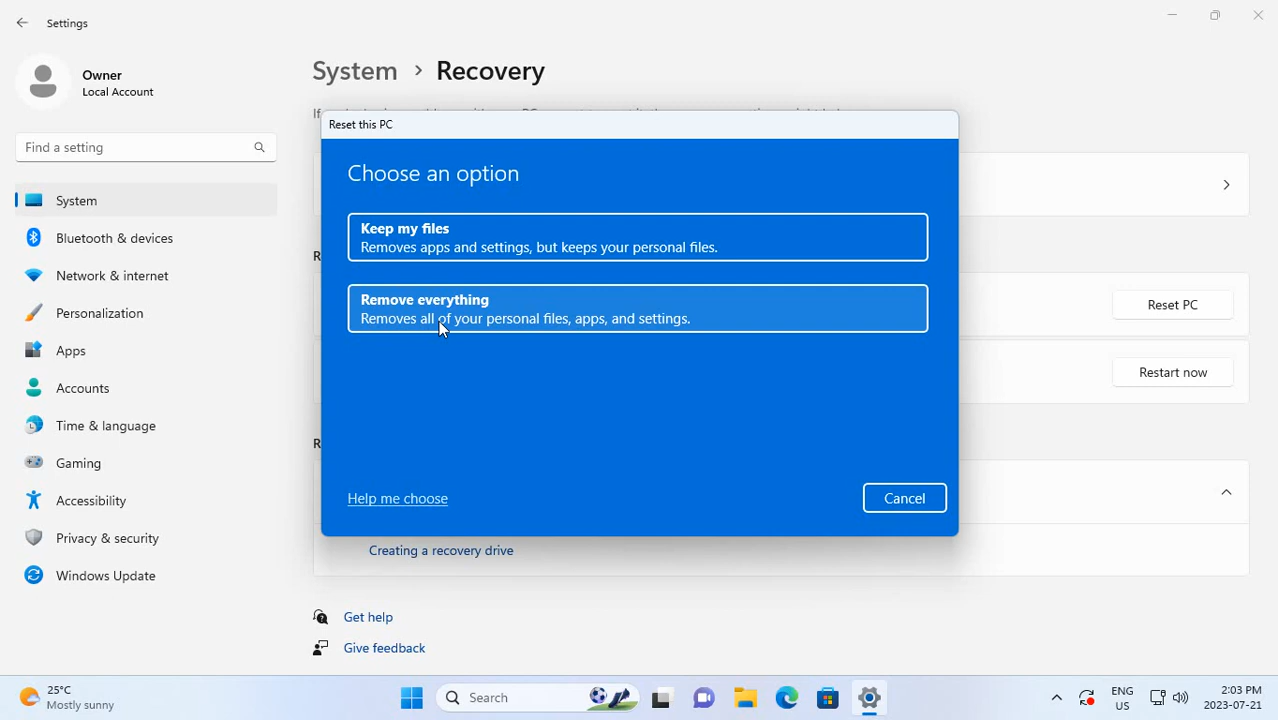 Settings
Owner
Local Account
Find a setting
System
Bluetooth & devices
Network & internet
Personalization
Apps
Accounts
Time & language
Gaming
Accessibility
Privacy & security
Windows Update
System > Recovery
Reset this PC
Choose an option
Keep my files
Removes apps and settings, but keeps your personal files.
Remove everything
Removes all of your personal files, apps, and settings.
Help me choose
Cancel
Reset PC
Restart now
Creating a recovery drive
Get help
Give feedback
25°C
Mostly sunny
Search
ENG
US
2:03 PM
2023-07-21